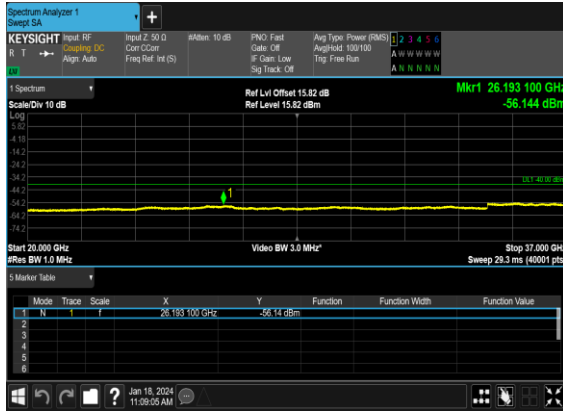 Spectrum Analyzer 1
Swept SA
+
KEYSIGHT Input: RF Input Z: 50 Ω #Atten: 10 dB PNO: Fast Avg Type: Power (RMS) 1 2 3 4 5 6
R T Coupling: DC Corr CCorr Gate: Off Avg|Hold: 100/100 A W W W W W
Align: Auto Freq Ref: Int (S) IF Gain: Low Trig: Free Run
Sig Track: Off A N N N N N
1 Spectrum Ref Lvl Offset 15.82 dB Mkr1 26.193 100 GHz
Scale/Div 10 dB Ref Level 15.82 dBm -56.144 dBm
Log
5.82
-4.18
-14.2
-24.2
-34.2
DL1 -40.00 dBm
-44.2
1
-54.2
-64.2
-74.2
Start 20.000 GHz Video BW 3.0 MHz* Stop 37.000 GHz
#Res BW 1.0 MHz Sweep 29.3 ms (40001 pts)
5 Marker Table
Mode Trace Scale X Y Function Function Width Function Value
1 N 1 f 26.193 100 GHz -56.14 dBm
2
3
4
5
6
? Jan 18, 2024
11:09:05 AM